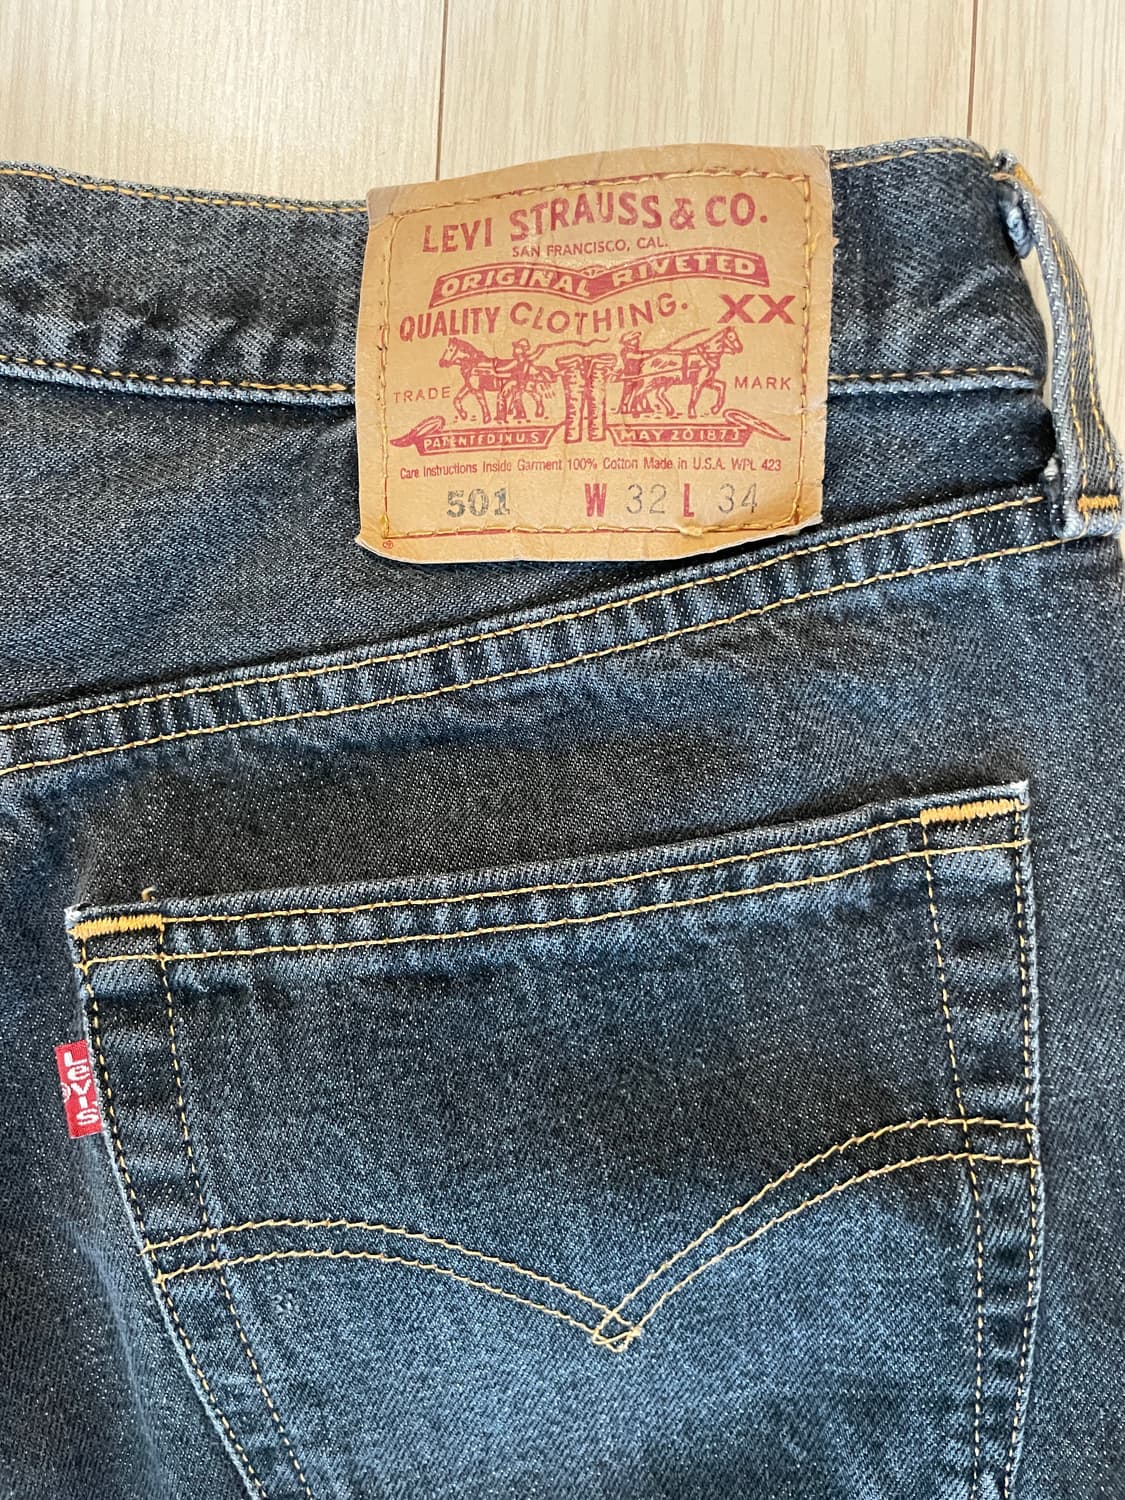 LEVI STRAUSS & CO.
SAN FRANCISCO, CAL.
ORIGINAL RIVETED
QUALITY CLOTHING. XX
TRADE MARK
PATENTED IN U.S. MAY 20 1873
Care Instructions Inside Garment 100% Cotton Made in U.S.A. WPL 423
501 W 32 L 34
®
Levi's
®